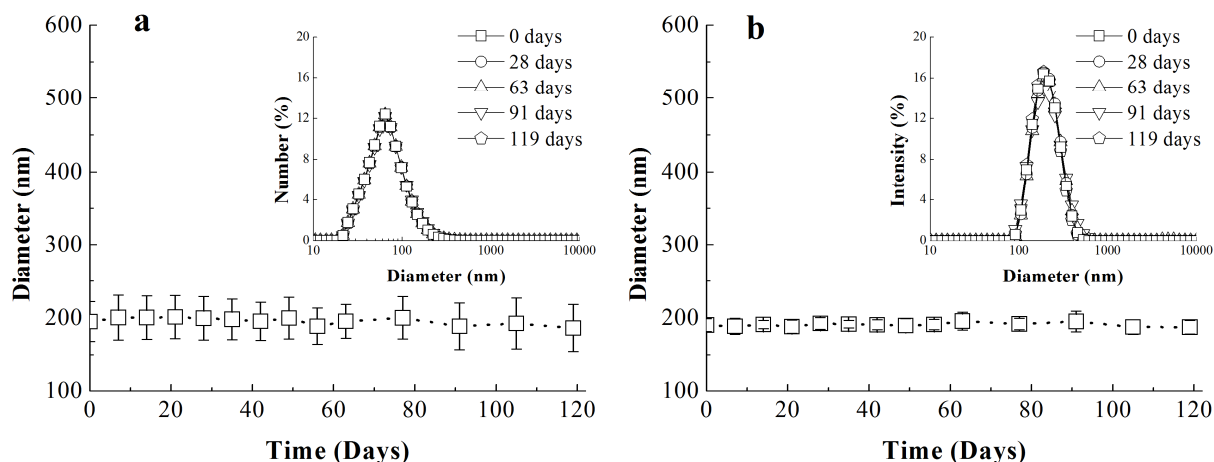 a
Diameter (nm)
600
500
400
300
200
100
0 20 40 60 80 100 120
Time (Days)
Number (%)
20
16
12
8
4
0
10 100 1000 10000
Diameter (nm)
0 days
28 days
63 days
91 days
119 days
b
Diameter (nm)
600
500
400
300
200
100
0 20 40 60 80 100 120
Time (Days)
Intensity (%)
20
16
12
8
4
0
10 100 1000 10000
Diameter (nm)
0 days
28 days
63 days
91 days
119 days